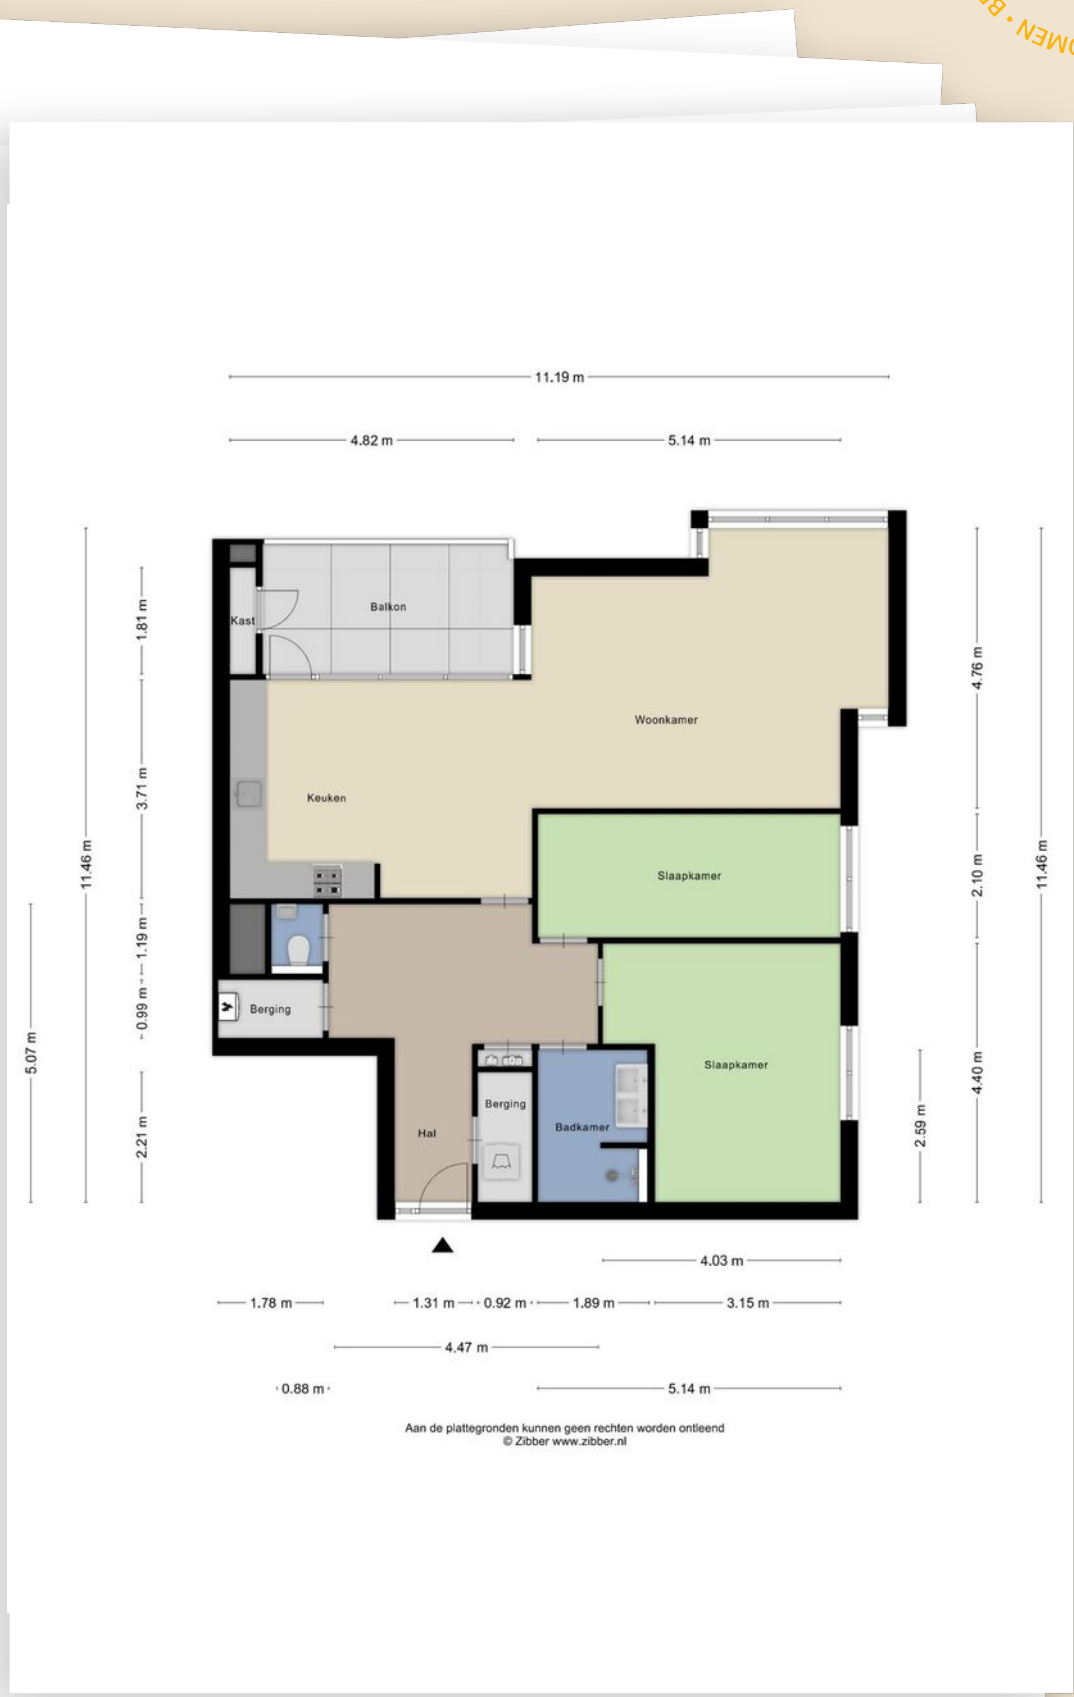 OMEN • BE
11.19 m
4.82 m
5.14 m
Balkon
Kast
1.81 m
Woonkamer
4.76 m
Keuken
3.71 m
11.46 m
11.46 m
Slaapkamer
2.10 m
1.19 m
Berging
0.99 m
5.07 m
Slaapkamer
4.40 m
Berging
Badkamer
Hal
2.21 m
2.59 m
4.03 m
1.78 m
1.31 m
0.92 m
1.89 m
3.15 m
4.47 m
0.88 m
5.14 m
Aan de plattegronden kunnen geen rechten worden ontleend
© Zibber www.zibber.nl